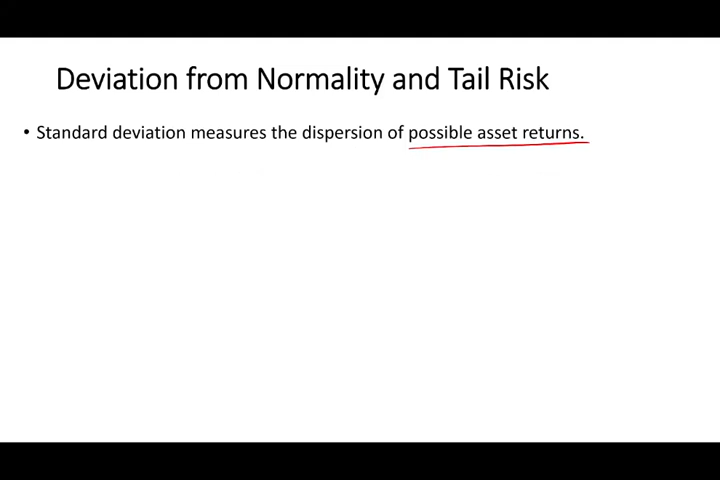 Deviation from Normality and Tail Risk
• Standard deviation measures the dispersion of possible asset returns.